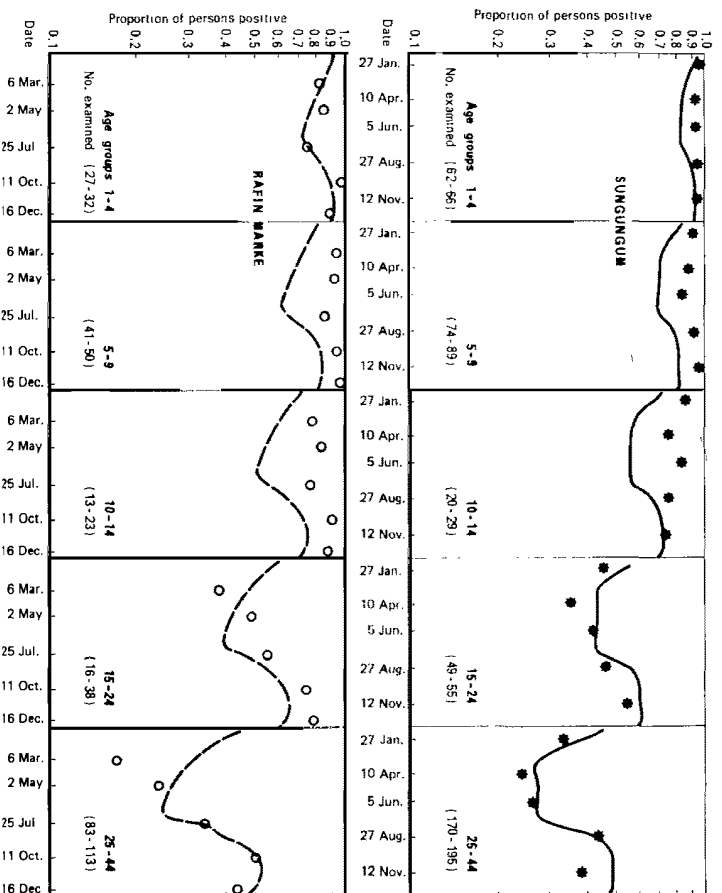 Proportion of persons positive
1.0
0.9
0.8
0.7
0.6
0.5
0.4
0.3
0.2
0.1
SUNGUNGUN
Age groups 1-4
5-9
10-14
15-24
25-44
No. examined (62-66)
(74-89)
(20-29)
(49-55)
(170-195)
Date
27 Jan.
10 Apr.
5 Jun.
27 Aug.
12 Nov.
27 Jan.
10 Apr.
5 Jun.
27 Aug.
12 Nov.
27 Jan.
10 Apr.
5 Jun.
27 Aug.
12 Nov.
27 Jan.
10 Apr.
5 Jun.
27 Aug.
12 Nov.
27 Jan.
10 Apr.
5 Jun.
27 Aug.
12 Nov.
Proportion of persons positive
1.0
0.9
0.8
0.7
0.6
0.5
0.4
0.3
0.2
0.1
RAFIN MARKE
Age groups 1-4
5-9
10-14
15-24
25-44
No. examined (27-32)
(41-50)
(13-23)
(16-38)
(83-113)
Date
6 Mar.
2 May
25 Jul
11 Oct.
16 Dec.
6 Mar.
2 May
25 Jul.
11 Oct.
16 Dec.
6 Mar.
2 May
25 Jul.
11 Oct.
16 Dec.
6 Mar.
2 May
25 Jul.
11 Oct.
16 Dec.
6 Mar.
2 May
25 Jul
11 Oct.
16 Dec